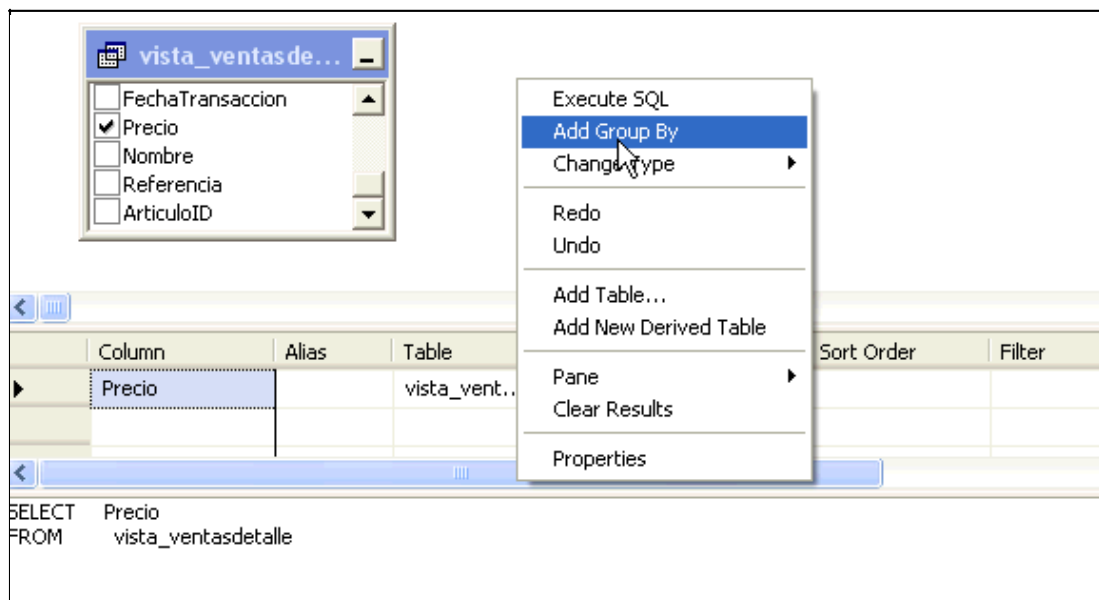 vista_ventasde...
FechaTransaccion
Precio
Nombre
Referencia
ArticuloID
Execute SQL
Add Group By
Change Type
Redo
Undo
Add Table...
Add New Derived Table
Pane
Clear Results
Properties
Column Alias Table Sort Order Filter
Precio vista_vent..
SELECT Precio
FROM vista_ventasdetalle